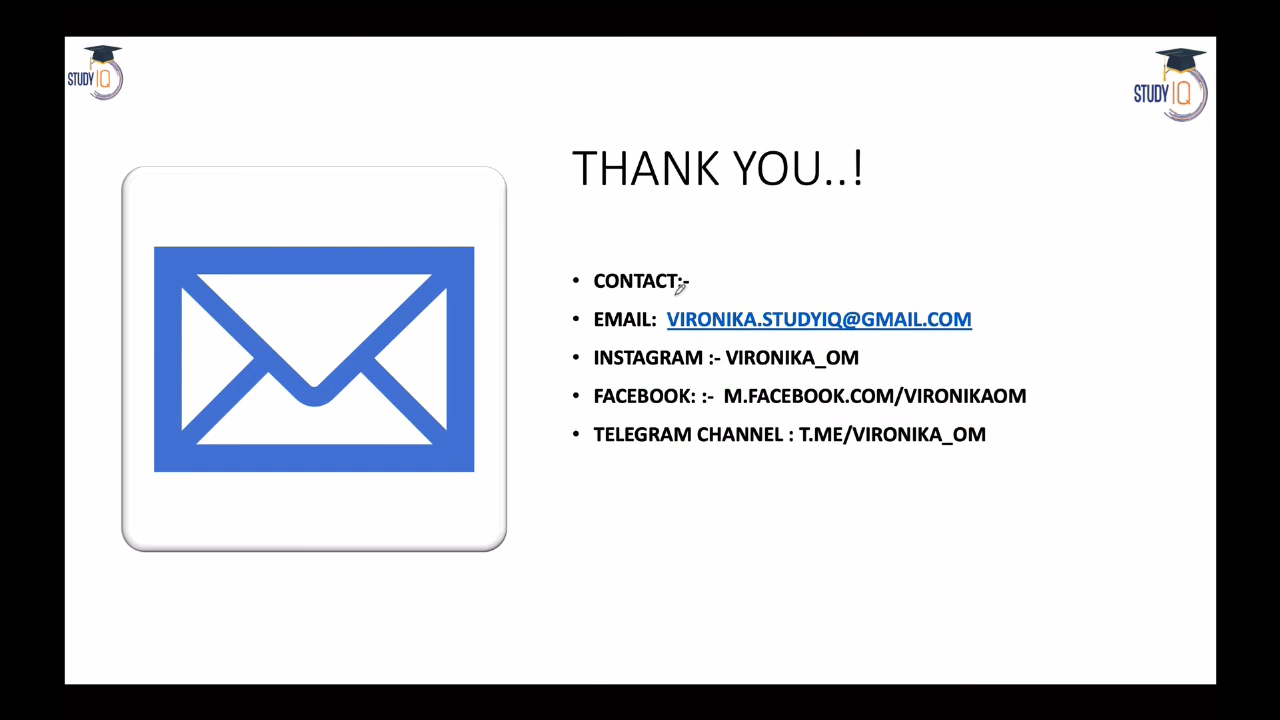 STUDY IQ
STUDY IQ
THANK YOU..!
• CONTACT:-
• EMAIL: VIRONIKA.STUDYIQ@GMAIL.COM
• INSTAGRAM :- VIRONIKA_OM
• FACEBOOK: :- M.FACEBOOK.COM/VIRONIKAOM
• TELEGRAM CHANNEL : T.ME/VIRONIKA_OM